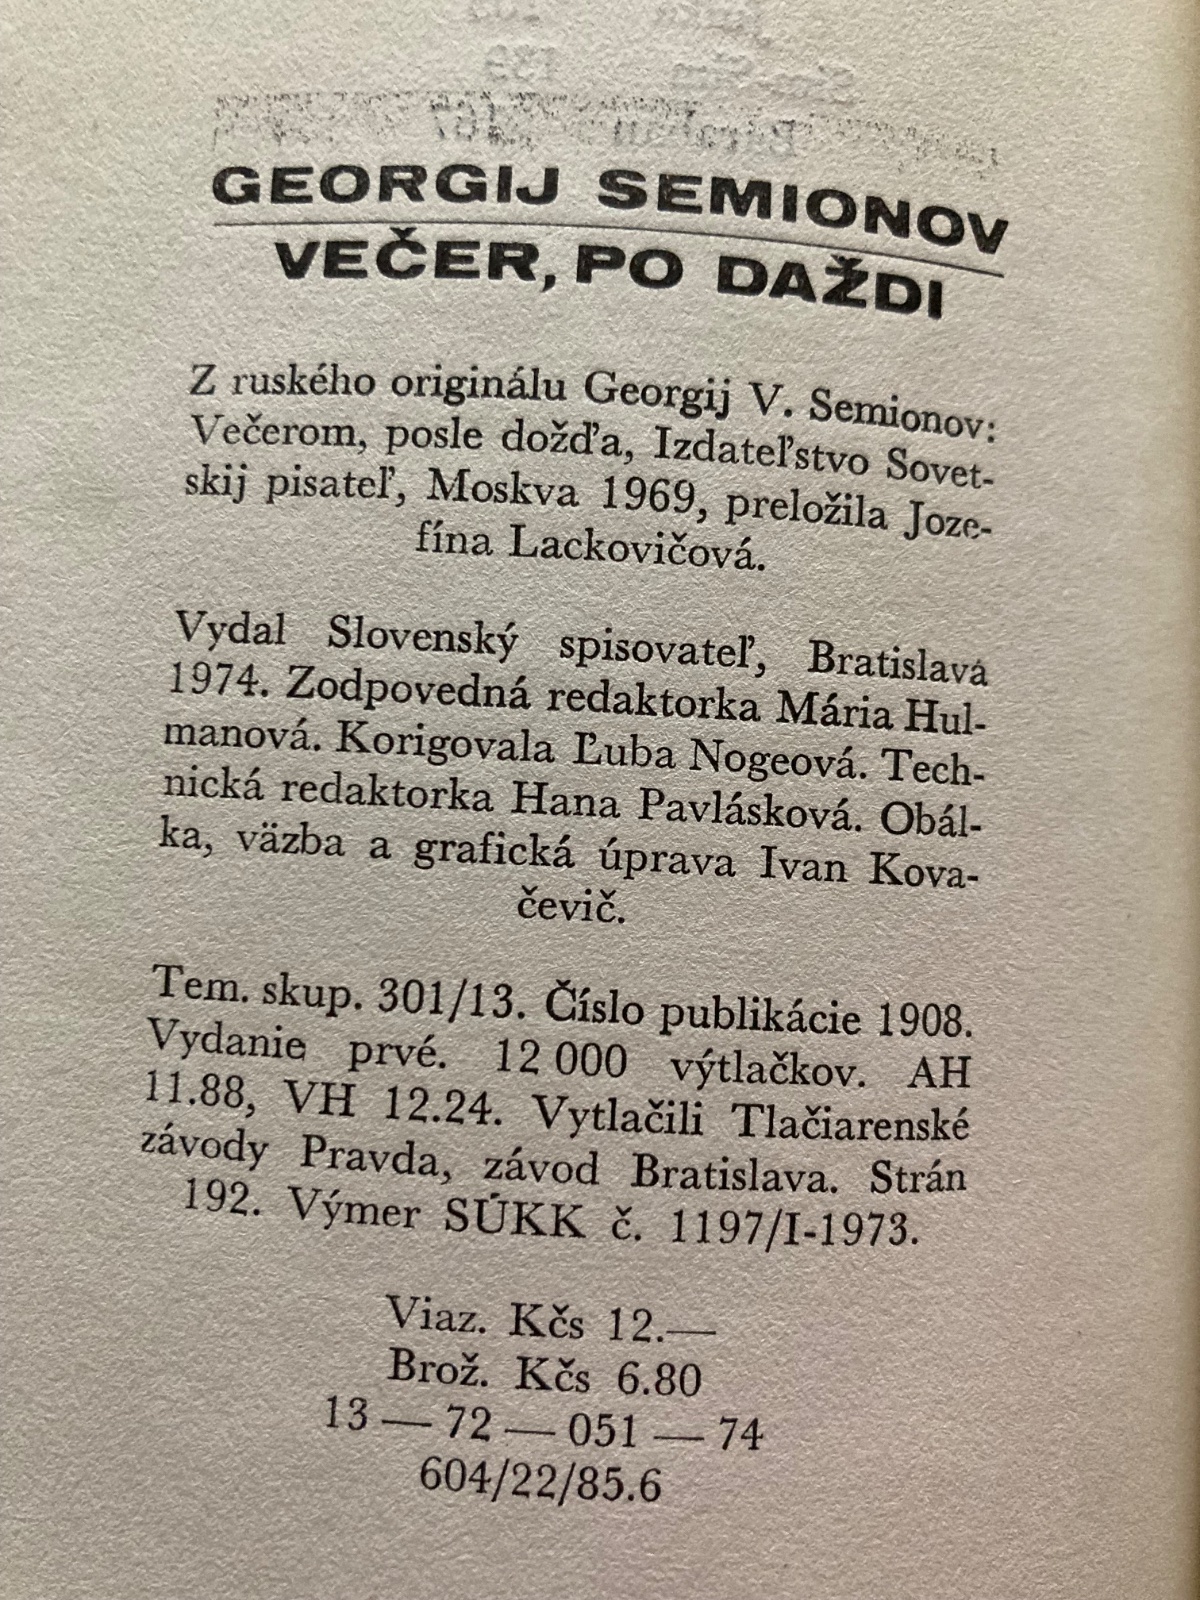 GEORGIJ SEMIONOV
VEČER, PO DAŽDI
Z ruského originálu Georgij V. Semionov:
Večerom, posle dožďa, Izdateľstvo Sovet-
skij pisateľ, Moskva 1969, preložila Joze-
fína Lackovičová.
Vydal Slovenský spisovateľ, Bratislava
1974. Zodpovedná redaktorka Mária Hul-
manová. Korigovala Ľuba Nogeová. Tech-
nická redaktorka Hana Pavlásková. Obál-
ka, väzba a grafická úprava Ivan Kova-
čevič.
Tem. skup. 301/13. Číslo publikácie 1908.
Vydanie prvé. 12 000 výtlačkov. AH
11.88, VH 12.24. Vytlačili Tlačiarenské
závody Pravda, závod Bratislava. Strán
192. Výmer SÚKK č. 1197/I-1973.
Viaz. Kčs 12.—
Brož. Kčs 6.80
13 — 72 — 051 — 74
604/22/85.6